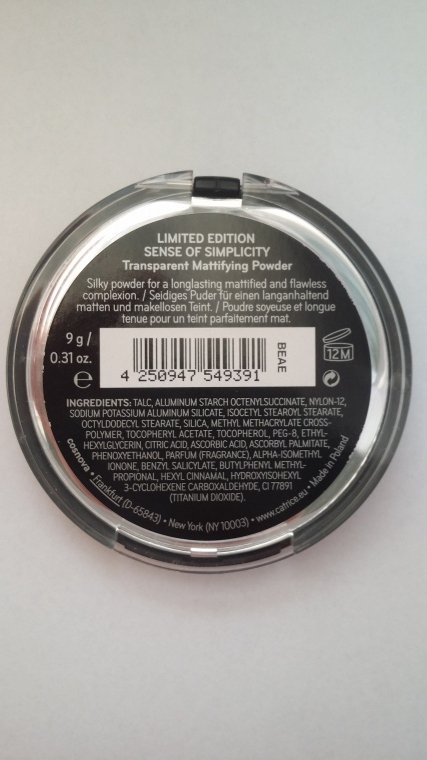 LIMITED EDITION
SENSE OF SIMPLICITY
Transparent Mattifying Powder
Silky powder for a longlasting mattified and flawless
complexion. / Seidiges Puder für einen langanhaltend
matten und makellosen Teint. / Poudre soyeuse et longue
tenue pour un teint parfaitement mat.
9 g /
0.31 oz.
℮
4 250947 549391
BEAE
12M
INGREDIENTS: TALC, ALUMINUM STARCH OCTENYLSUCCINATE, NYLON-12,
SODIUM POTASSIUM ALUMINUM SILICATE, ISOCETYL STEAROYL STEARATE,
OCTYLDODECYL STEARATE, SILICA, METHYL METHACRYLATE CROSS-
POLYMER, TOCOPHERYL ACETATE, TOCOPHEROL, PEG-8, ETHYL-
HEXYLGLYCERIN, CITRIC ACID, ASCORBIC ACID, ASCORBYL PALMITATE,
PHENOXYETHANOL, PARFUM (FRAGRANCE), ALPHA-ISOMETHYL
IONONE, BENZYL SALICYLATE, BUTYLPHENYL METHYL-
PROPIONAL, HEXYL CINNAMAL, HYDROXYISOHEXYL
3-CYCLOHEXENE CARBOXALDEHYDE, CI 77891
(TITANIUM DIOXIDE).
cosnova • Frankfurt (D-65843) • New York (NY 10003) • www.catrice.eu • Made in Poland